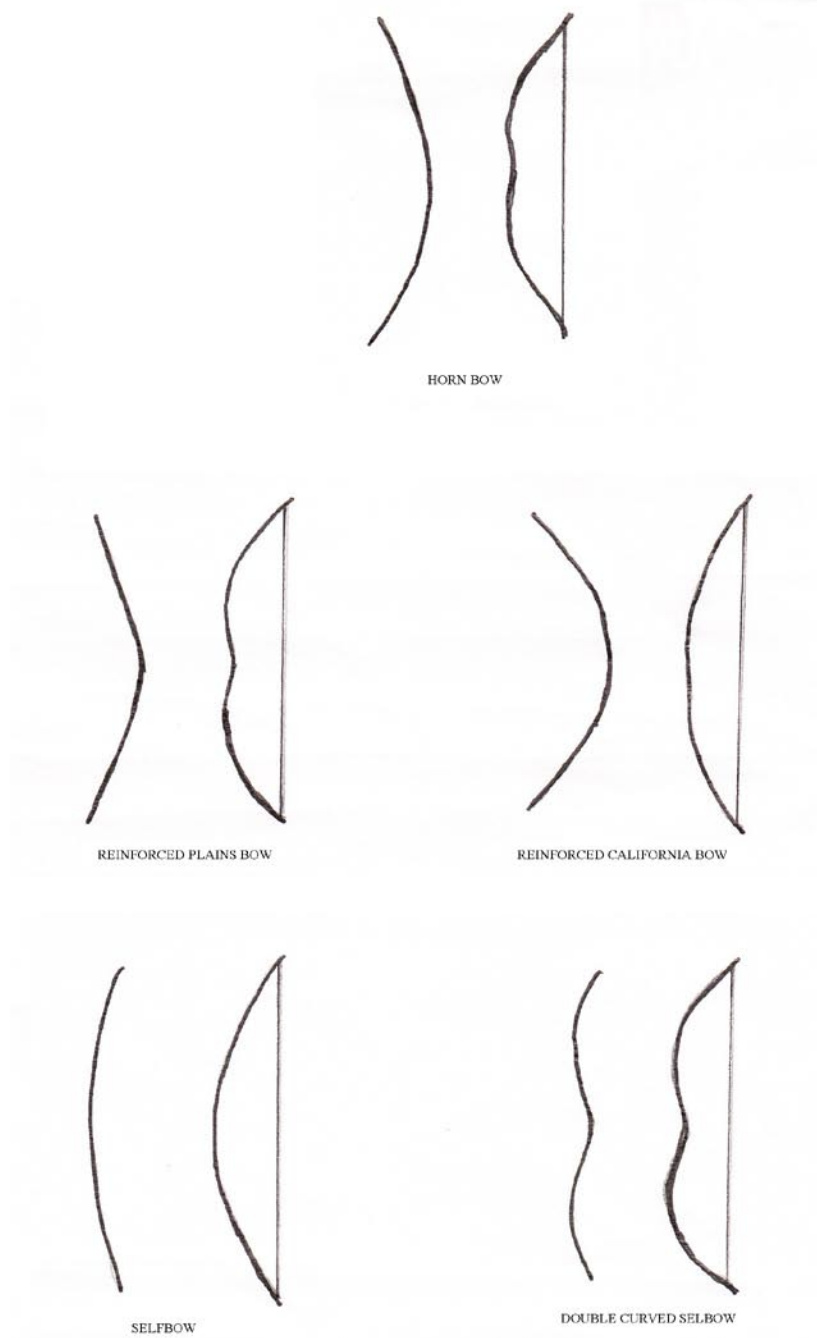 HORN BOW
REINFORCED PLAINS BOW
REINFORCED CALIFORNIA BOW
SELFBOW
DOUBLE CURVED SELBOW